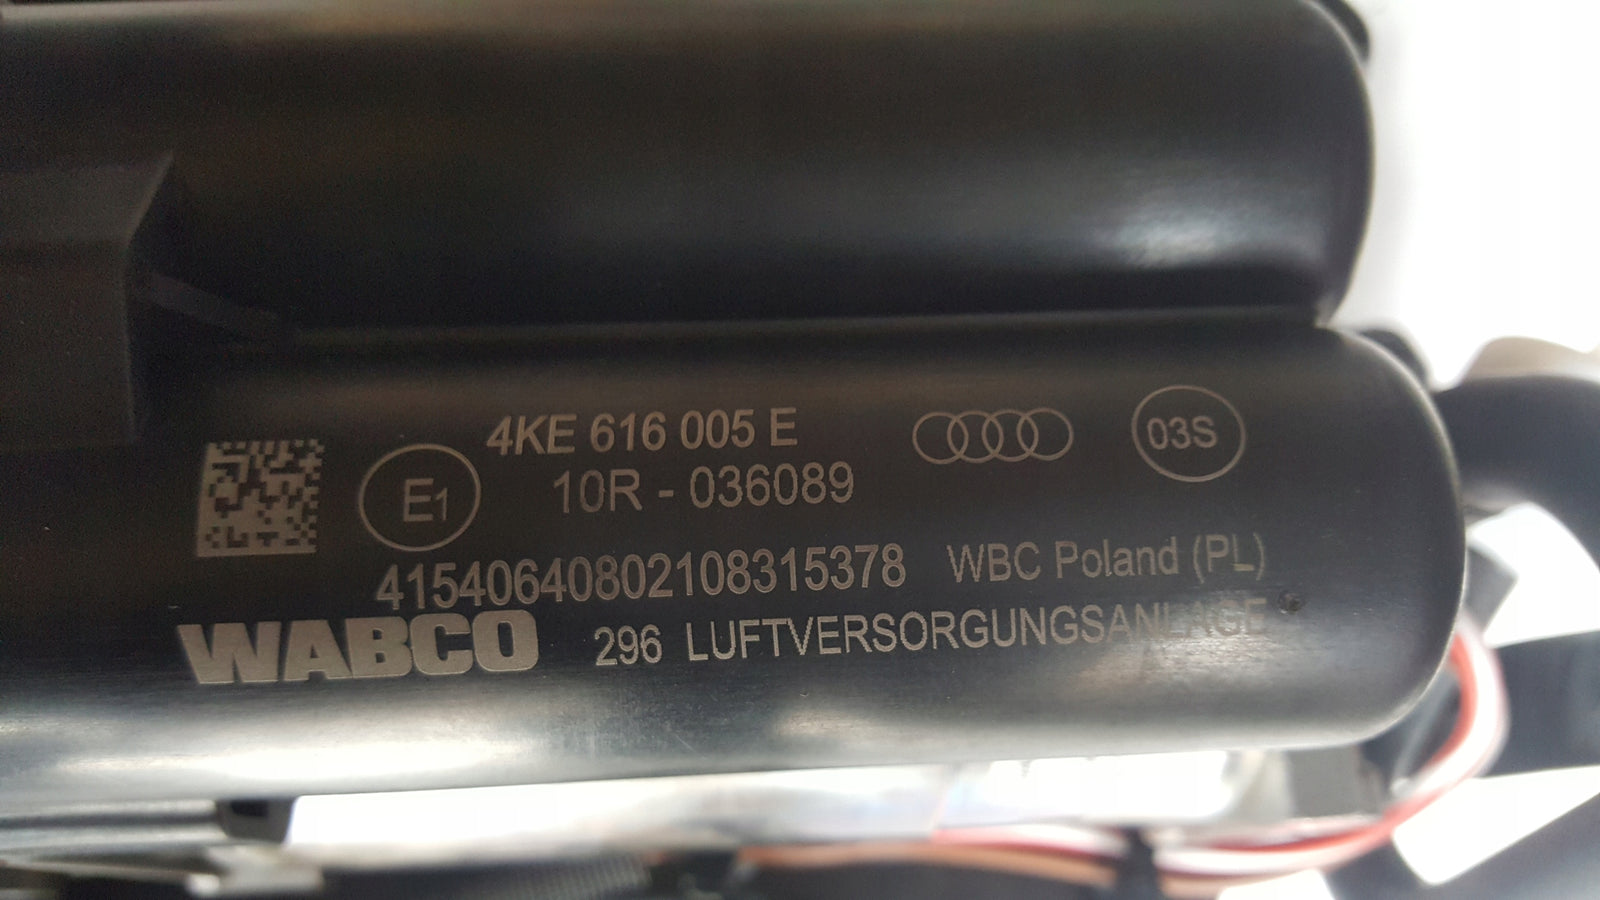 4KE 616 005 E
03S
E1
10R - 036089
41540640802108315378 WBC Poland (PL)
WABCO 296 LUFTVERSORGUNGSANLAGE